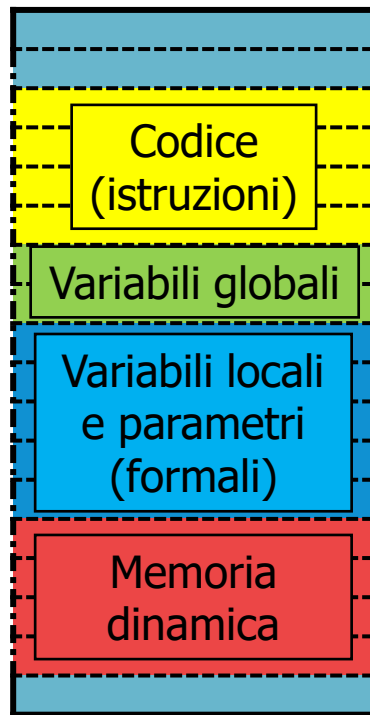 Codice
(istruzioni)
Variabili globali
Variabili locali
e parametri
(formali)
Memoria
dinamica